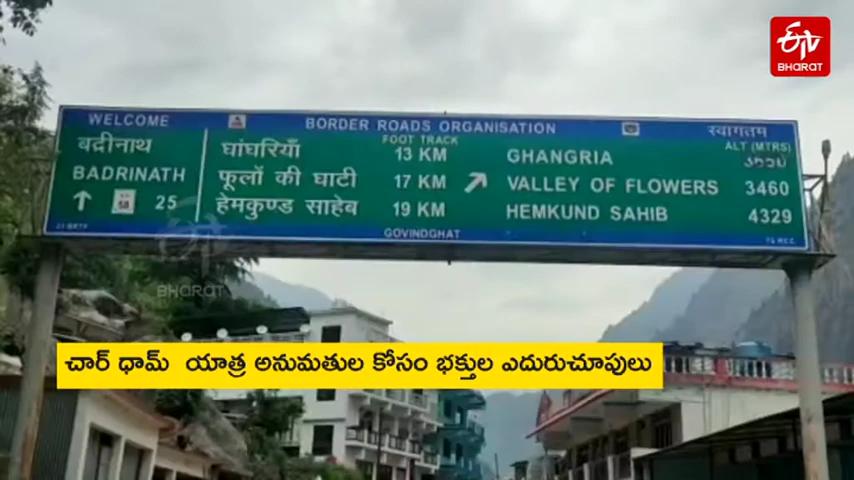 ETV
BHARAT
WELCOME
BORDER ROADS ORGANISATION
स्वागतम
बद्रीनाथ
BADRINATH
58
25
FOOT TRACK
ALT (MTRS)
घांघरियाँ 13 KM GHANGRIA
फूलों की घाटी 17 KM VALLEY OF FLOWERS 3460
हेमकुण्ड साहेब 19 KM HEMKUND SAHIB 4329
GOVINDGHAT
BHARAT
చార్ ధామ్ యాత్ర అనుమతుల కోసం భక్తుల ఎదురుచూపులు